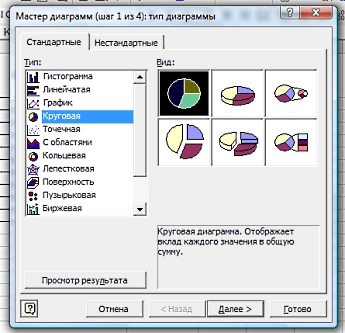 Мастер диаграмм (шаг 1 из 4): тип диаграммы
Стандартные
Нестандартные
Тип:
Вид:
Гистограмма
Линейчатая
График
Круговая
Точечная
С областями
Кольцевая
Лепестковая
Поверхность
Пузырьковая
Биржевая
Круговая диаграмма. Отображает
вклад каждого значения в общую
сумму.
Просмотр результата
Отмена
< Назад
Далее >
Готово